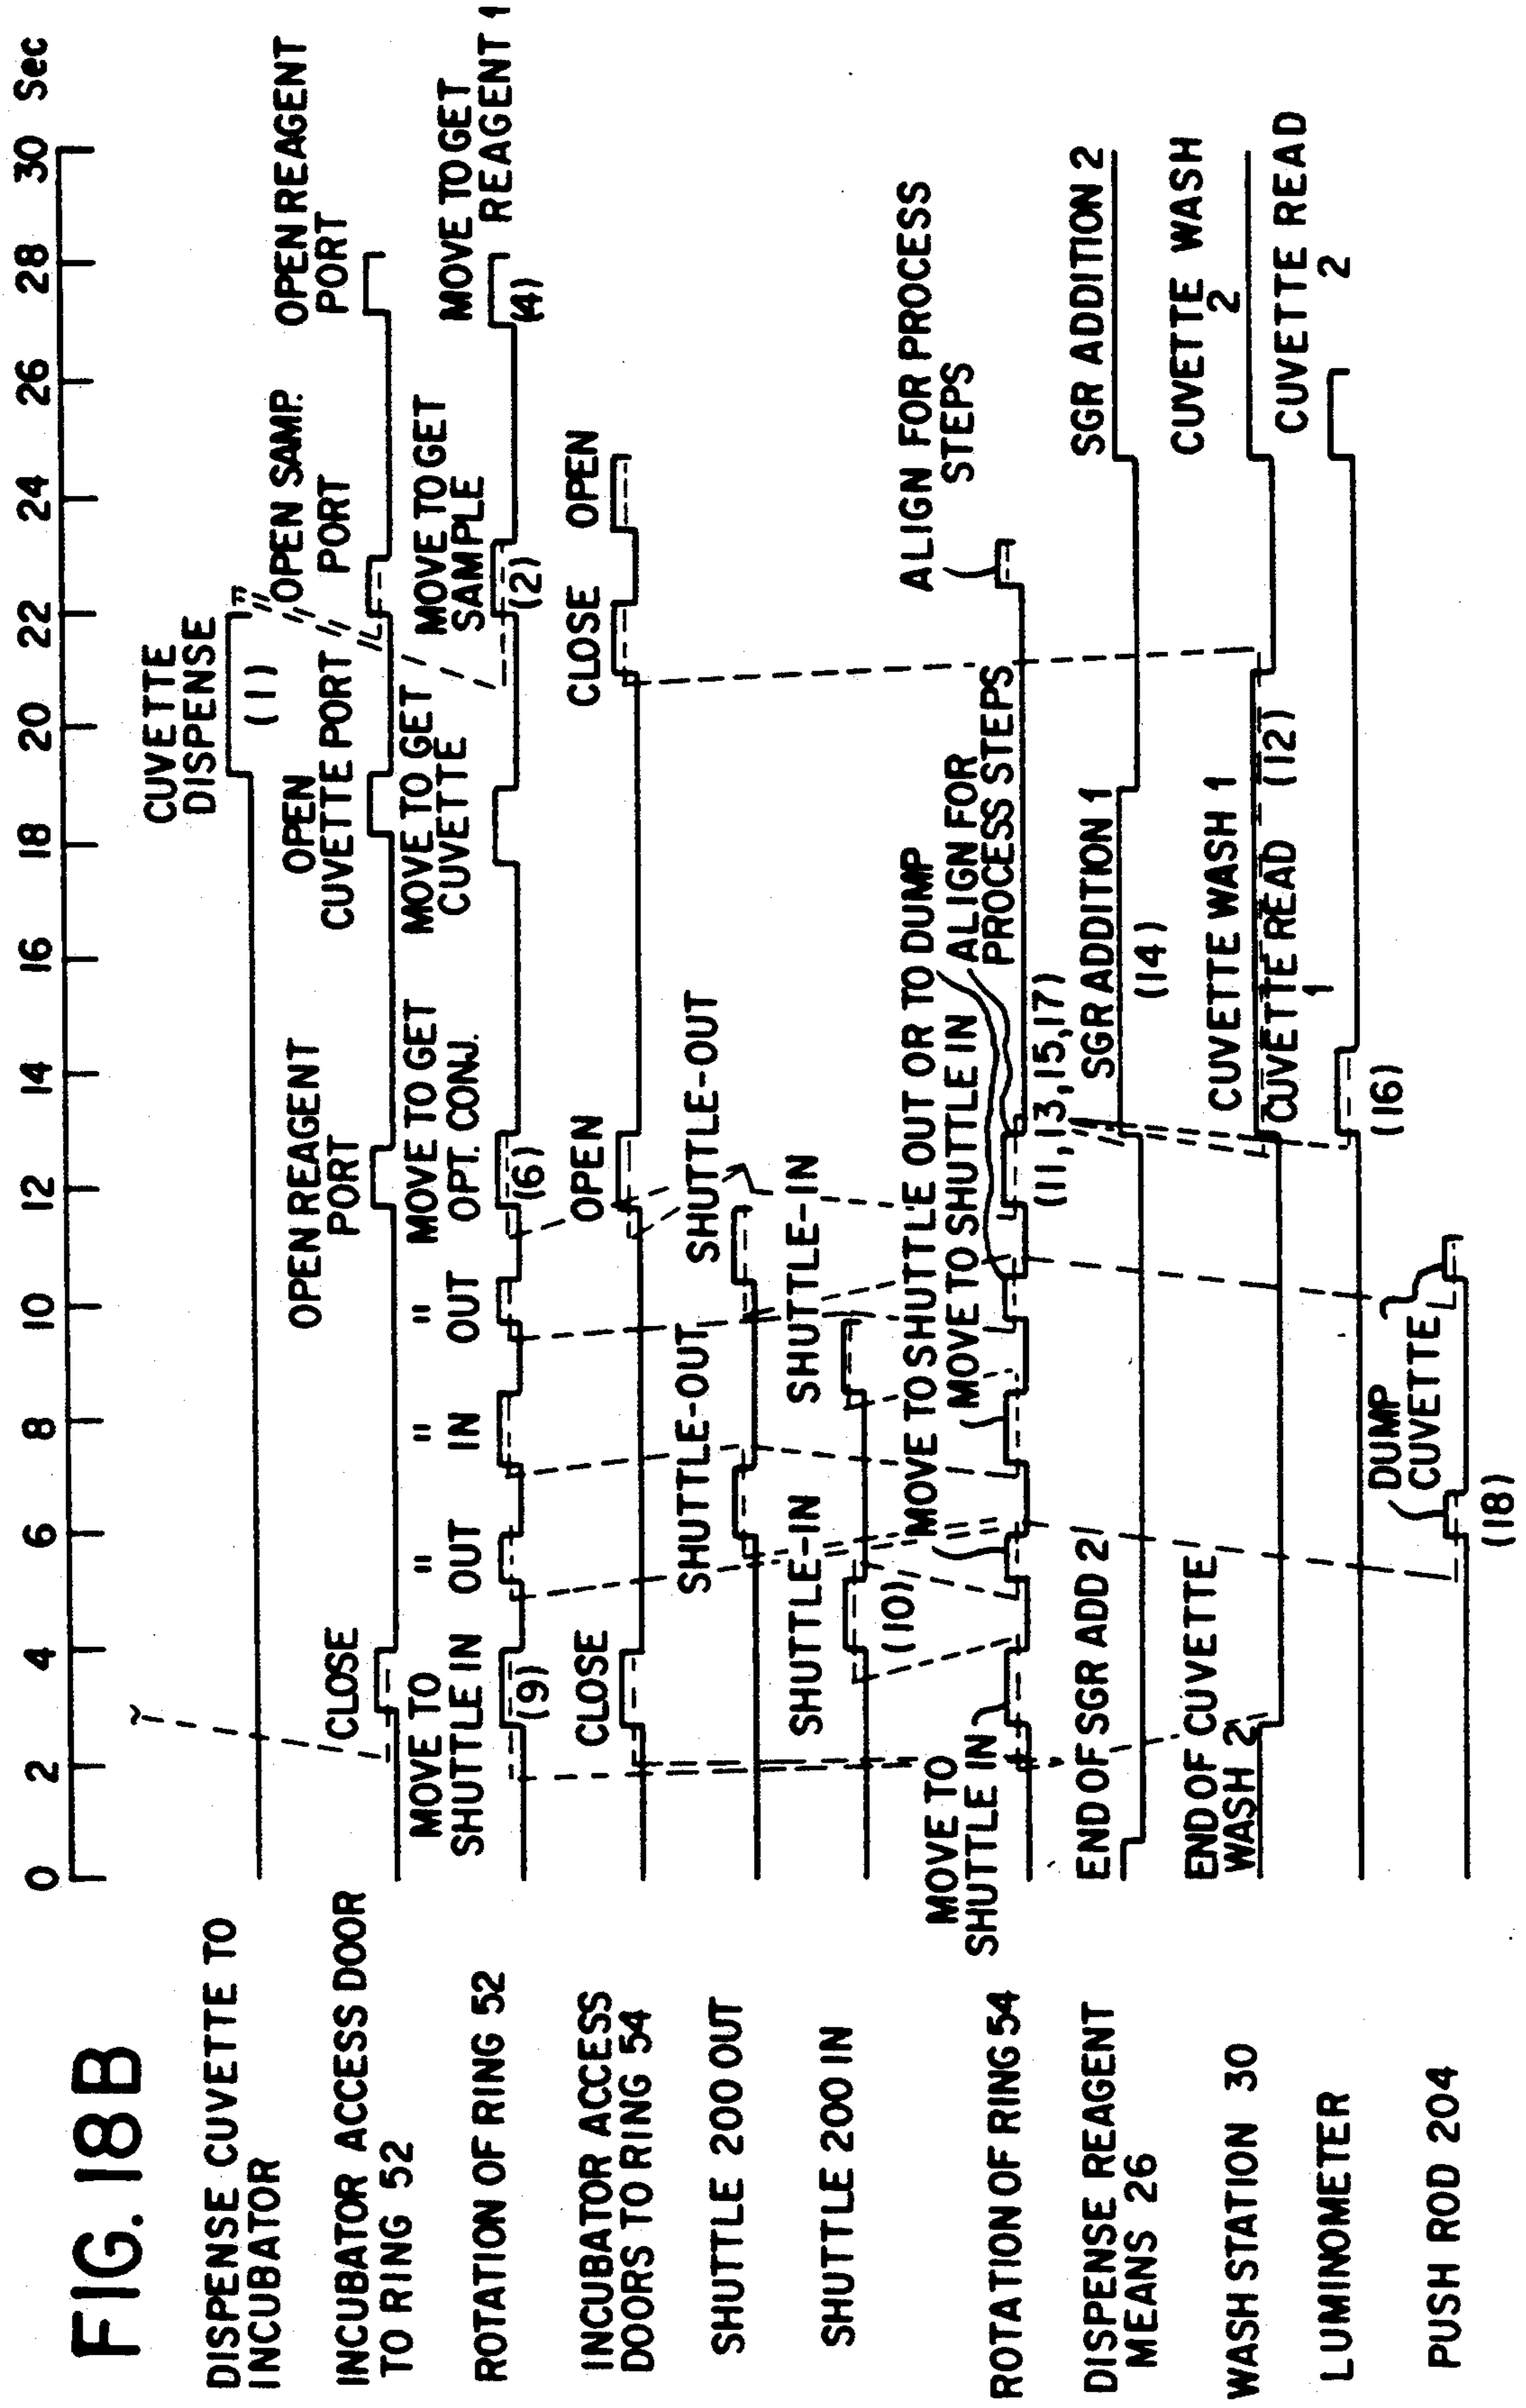 FIG. 18B
0 2 4 6 8 10 12 14 16 18 20 22 24 26 28 30 Sec
DISPENSE CUVETTE TO
INCUBATOR
CUVETTE
DISPENSE
(1)
INCUBATOR ACCESS DOOR
TO RING 52
CLOSE
OPEN REAGENT
PORT
OPEN
CUVETTE PORT
OPEN SAMP.
PORT
OPEN REAGENT
PORT
ROTATION OF RING 52
MOVE TO
SHUTTLE IN
(9)
" OUT
" IN
" OUT
MOVE TO GET
OPT. CONJ.
(6)
MOVE TO GET
CUVETTE
MOVE TO GET
SAMPLE
(2)
MOVE TO GET
REAGENT 1
(4)
INCUBATOR ACCESS
DOORS TO RING 54
CLOSE
OPEN
CLOSE
OPEN
SHUTTLE 200 OUT
SHUTTLE-OUT
SHUTTLE-OUT
SHUTTLE 200 IN
SHUTTLE-IN
(10)
SHUTTLE-IN
ROTATION OF RING 54
MOVE TO
SHUTTLE IN
MOVE TO SHUTTLE OUT OR TO DUMP
MOVE TO SHUTTLE IN
ALIGN FOR
PROCESS STEPS
(11, 13, 15, 17)
ALIGN FOR PROCESS
STEPS
DISPENSE REAGENT
MEANS 26
END OF SGR ADD 2
SGR ADDITION 1
(14)
SGR ADDITION 2
WASH STATION 30
END OF CUVETTE
WASH 2
CUVETTE WASH 1
(12)
CUVETTE WASH
2
LUMINOMETER
CUVETTE READ
1
(16)
CUVETTE READ
2
PUSH ROD 204
DUMP
CUVETTE
(18)